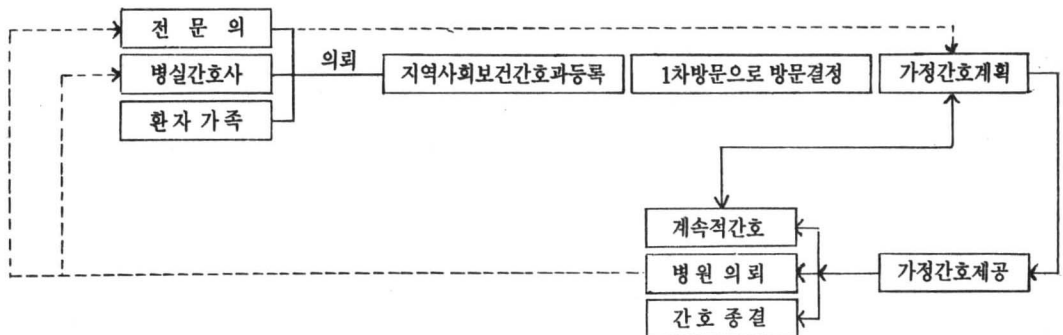 전 문 의
의뢰
병실간호사
지역사회보건간호과등록
1차방문으로 방문결정
가정간호계획
환자 가족
계속적간호
병원 의뢰
가정간호제공
간호 종결